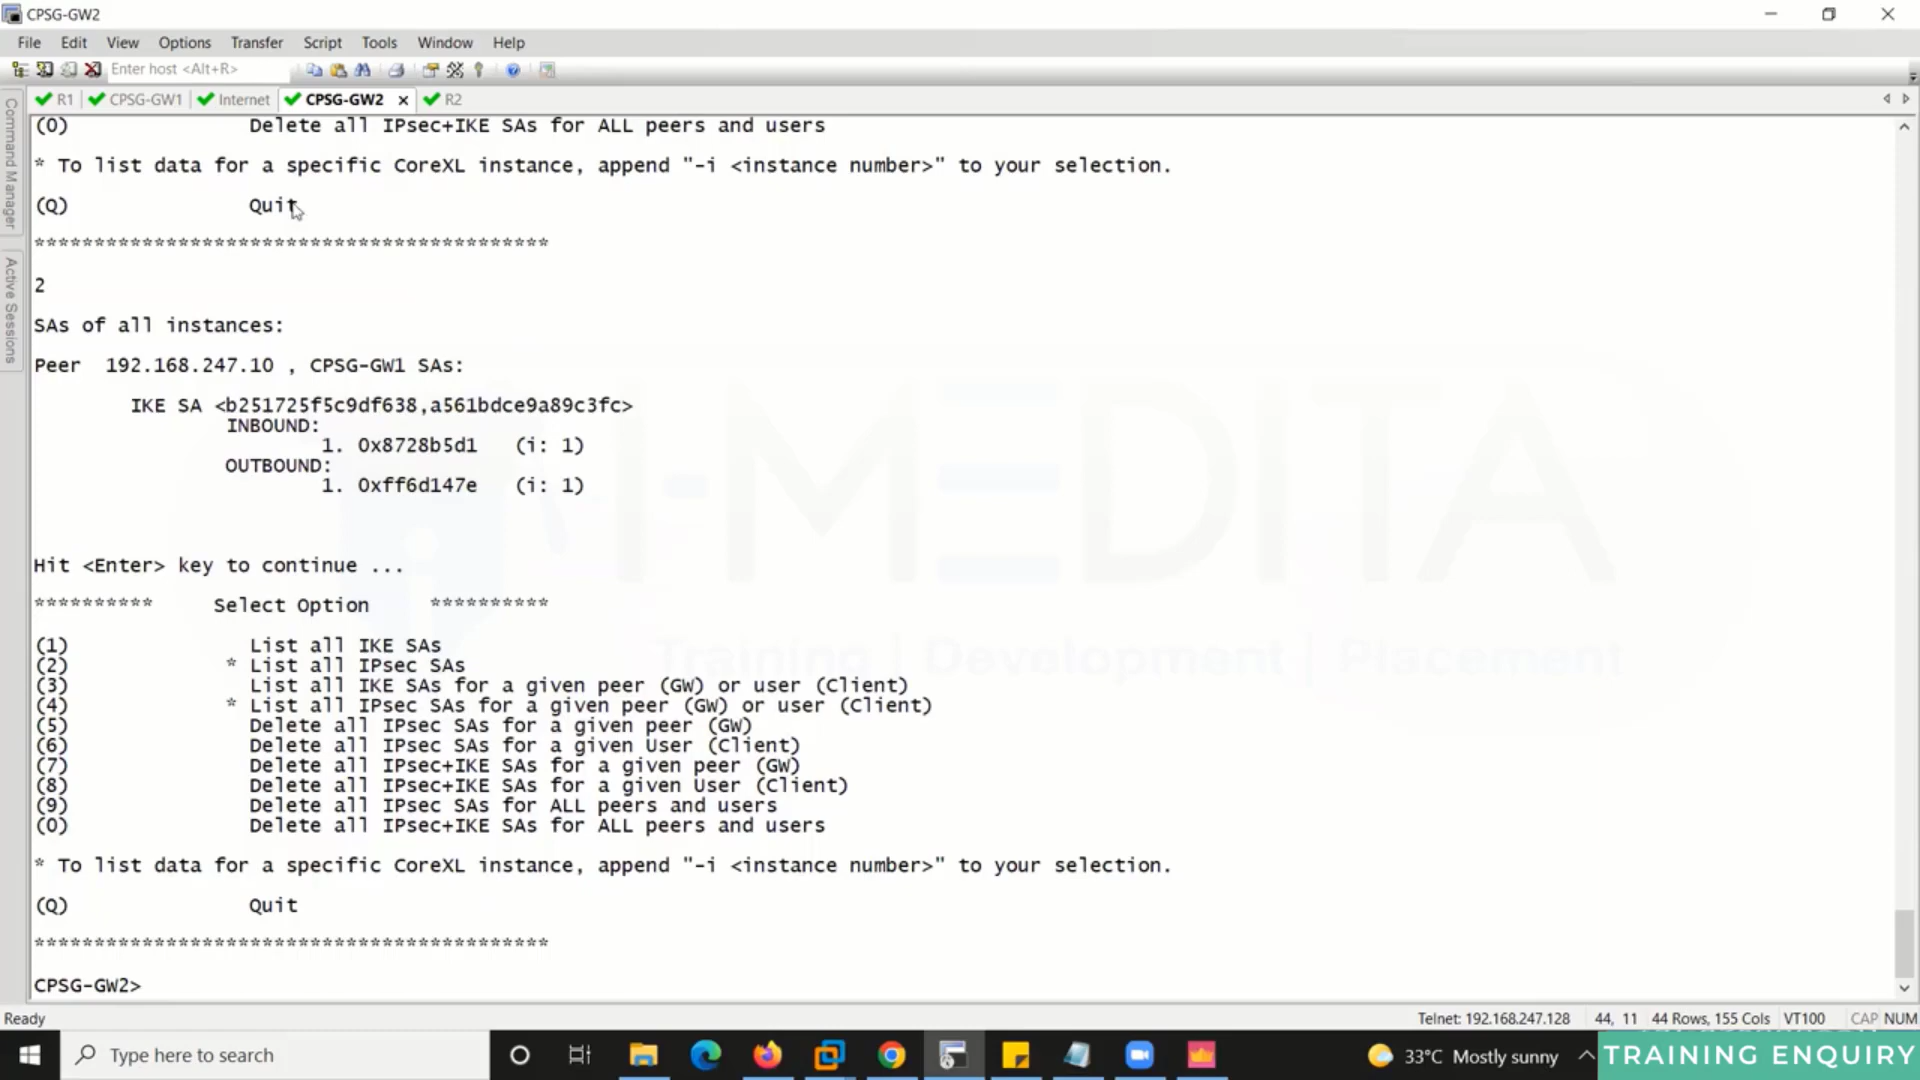 CPSG-GW2
File Edit View Options Transfer Script Tools Window Help
Enter host <Alt+R>
R1 CPSG-GW1 Internet CPSG-GW2 R2
Command Manager
Active Sessions
(0) Delete all IPsec+IKE SAs for ALL peers and users
* To list data for a specific CoreXL instance, append "-i <instance number>" to your selection.
(Q) Quit
*******************************************
2
SAs of all instances:
Peer 192.168.247.10 , CPSG-GW1 SAs:
IKE SA <b251725f5c9df638,a561bdce9a89c3fc>
INBOUND:
1. 0x8728b5d1 (i: 1)
OUTBOUND:
1. 0xff6d147e (i: 1)
I-MEDITA
Training | Development | Placement
Hit <Enter> key to continue ...
********** Select Option **********
(1) List all IKE SAs
(2) * List all IPsec SAs
(3) List all IKE SAs for a given peer (GW) or user (Client)
(4) * List all IPsec SAs for a given peer (GW) or user (Client)
(5) Delete all IPsec SAs for a given peer (GW)
(6) Delete all IPsec SAs for a given User (Client)
(7) Delete all IPsec+IKE SAs for a given peer (GW)
(8) Delete all IPsec+IKE SAs for a given User (Client)
(9) Delete all IPsec SAs for ALL peers and users
(0) Delete all IPsec+IKE SAs for ALL peers and users
* To list data for a specific CoreXL instance, append "-i <instance number>" to your selection.
(Q) Quit
*******************************************
CPSG-GW2>
Ready Telnet: 192.168.247.128 44, 11 44 Rows, 155 Cols VT100 CAP NUM
Type here to search 33°C Mostly sunny TRAINING ENQUIRY